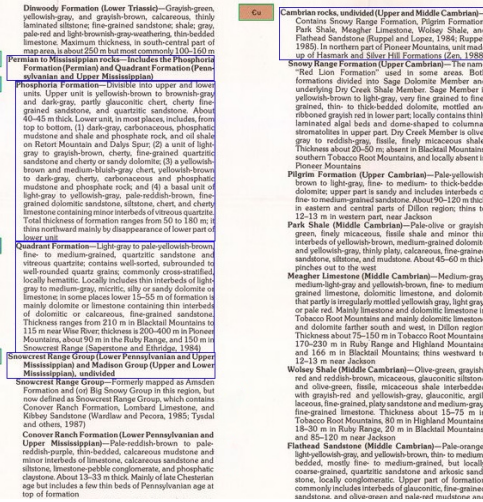 Dinwoody Formation (Lower Triassic)—Grayish-green,
yellowish-gray, and grayish-brown, calcareous, thinly
laminated siltstone; fine-grained sandstone; shale; gray,
pale-red and light-brownish-gray-weathering, thin-bedded
limestone. Maximum thickness, in south-central part of
map area, is about 250 m but most commonly 100–160 m
Permian to Mississippian rocks—Includes the Phosphoria
Formation (Permian) and Quadrant Formation (Penn-
sylvanian and Upper Mississippian)
Phosphoria Formation—Divisible into upper and lower
units. Upper unit is yellowish-brown to brownish-gray
and dark-gray, partly glauconitic chert, cherty fine-
grained sandstone, and quartzitic sandstone. About
40–45 m thick. Lower unit, in most places, includes, from
top to bottom, (1) dark-gray, carbonaceous, phosphatic
mudstone and shale and phosphate rock, and oil shale
on Retort Mountain and Dalys Spur; (2) a unit of light-
gray to grayish-brown, cherty, fine-grained quartzitic
sandstone and cherty or sandy dolomite; (3) a yellowish-
brown and medium-bluish-gray chert, yellowish-brown
to dark-gray, cherty, carbonaceous and phosphatic
mudstone and phosphate rock; and (4) a basal unit of
light-gray to yellowish-gray, pale-reddish-brown, fine-
grained dolomitic sandstone, siltstone, chert, and cherty
limestone containing minor interbeds of vitreous quartzite.
Total thickness of formation ranges from 50 to 180 m; it
thins northward mainly by disappearance of lower part of
lower unit
Quadrant Formation—Light-gray to pale-yellowish-brown,
fine- to medium-grained, quartzitic sandstone and
vitreous quartzite; contains well-sorted, subrounded to
well-rounded quartz grains; commonly cross-stratified,
locally hematitic. Locally includes thin interbeds of light-
gray to medium-gray, micritic, silty or sandy dolomite or
limestone; in some places lower 15–55 m of formation is
mainly dolomite or limestone containing thin interbeds
of dolomitic or calcareous, fine-grained sandstone.
Thickness ranges from 210 m in Blacktail Mountains to
115 m near Wise River; thickness is 200–400 m in Pioneer
Mountains, about 90 m in the Ruby Range, and 150 m in
Snowcrest Range (Saperstone and Ethridge, 1984)
Snowcrest Range Group (Lower Pennsylvanian and Upper
Mississippian) and Madison Group (Upper and Lower
Mississippian), undivided
Snowcrest Range Group—Formerly mapped as Amsden
Formation and (or) Big Snowy Group in this region, but
now defined as Snowcrest Range Group, which contains
Conover Ranch Formation, Lombard Limestone, and
Kibbey Sandstone (Wardlaw and Pecora, 1985; Tysdal
and others, 1987)
Conover Ranch Formation (Lower Pennsylvanian and
Upper Mississippian)—Pale-reddish-brown to pale-
reddish-purple, thin-bedded, calcareous mudstone and
minor interbeds of limestone, calcareous sandstone and
siltstone, limestone-pebble conglomerate, and phosphatic
claystone. About 13–33 m thick. Mainly of late Chesterian
age but includes a few thin beds of Pennsylvanian age at
top of formation
Cambrian rocks, undivided (Upper and Middle Cambrian)—
Contains Snowy Range Formation, Pilgrim Formation,
Park Shale, Meagher Limestone, Wolsey Shale, an
Flathead Sandstone (Ruppel and Lopez, 1984; Ruppe
1985). In northern part of Pioneer Mountains, unit mad
up of Hasmark and Silver Hill Formations (Zen, 1988
Snowy Range Formation (Upper Cambrian)—The nam
"Red Lion Formation" used in some areas. Bot
formations divided into Sage Dolomite Member an
underlying Dry Creek Shale Member. Sage Member i
yellowish-brown to light-gray, very fine grained to fine
grained, thin- to thick-bedded dolomite, mottled an
ribboned grayish red in lower part; locally contains thinl
laminated algal beds and dome-shaped to columna
stromatolites in upper part. Dry Creek Member is olive
gray to reddish-gray, fissile, finely micaceous shale
Thickness about 20–50 m; absent in Blacktail Mountains
southern Tobacco Root Mountains, and locally absent i
Pioneer Mountains
Pilgrim Formation (Upper Cambrian)—Pale-yellowish
brown to light-gray, fine- to medium- to thick-bedde
dolomite; upper part is sandy and includes interbeds o
fine- to medium-grained sandstone. About 90–120 m thic
in eastern and central parts of Dillon region; thins t
12–13 m in western part, near Jackson
Park Shale (Middle Cambrian)—Pale-olive or grayish
green, finely micaceous, fissile shale and minor thi
interbeds of yellowish-brown, medium-grained dolomit
and yellowish-gray, thinly platy, calcareous, fine-graine
sandstone, siltstone, and mudstone. About 45–60 m thick
pinches out to the west
Meagher Limestone (Middle Cambrian)—Medium-gray
medium-light-gray and yellowish-brown, fine- to medium
grained limestone, dolomitic limestone, and dolomit
that partly is irregularly mottled yellowish gray, light gray
or pale red. Mainly limestone and dolomitic limestone i
Tobacco Root Mountains and mainly dolomitic limeston
and dolomite farther south and west, in Dillon region
Thickness about 75–150 m in Tobacco Root Mountains
170–230 m in Ruby Range and Highland Mountains
and 166 m in Blacktail Mountains; thins westward t
12–13 m near Jackson
Wolsey Shale (Middle Cambrian)—Olive-green, grayish
red and reddish-brown, micaceous, glauconitic siltston
and olive-green, fissile, micaceous shale interbedde
with grayish-red and yellowish-gray, glauconitic, argil
laceous, fine-grained, platy sandstone and medium-gray
fine-grained limestone. Thickness about 15–75 m i
Tobacco Root Mountains, 80 m in Highland Mountains
18–30 m in Ruby Range, 20 m in Blacktail Mountains
and 85–120 m near Jackson
Flathead Sandstone (Middle Cambrian)—Pale-orange
light-yellowish-gray, and yellowish-brown, thin- to medium
bedded, mostly fine- to medium-grained, but locall
coarse-grained, quartzitic sandstone and arkosic sand
stone, locally conglomeratic. Upper part of formation
commonly includes interbeds of glauconitic, fine-grained
sandstone, and olive-green and pale-red mudstone and